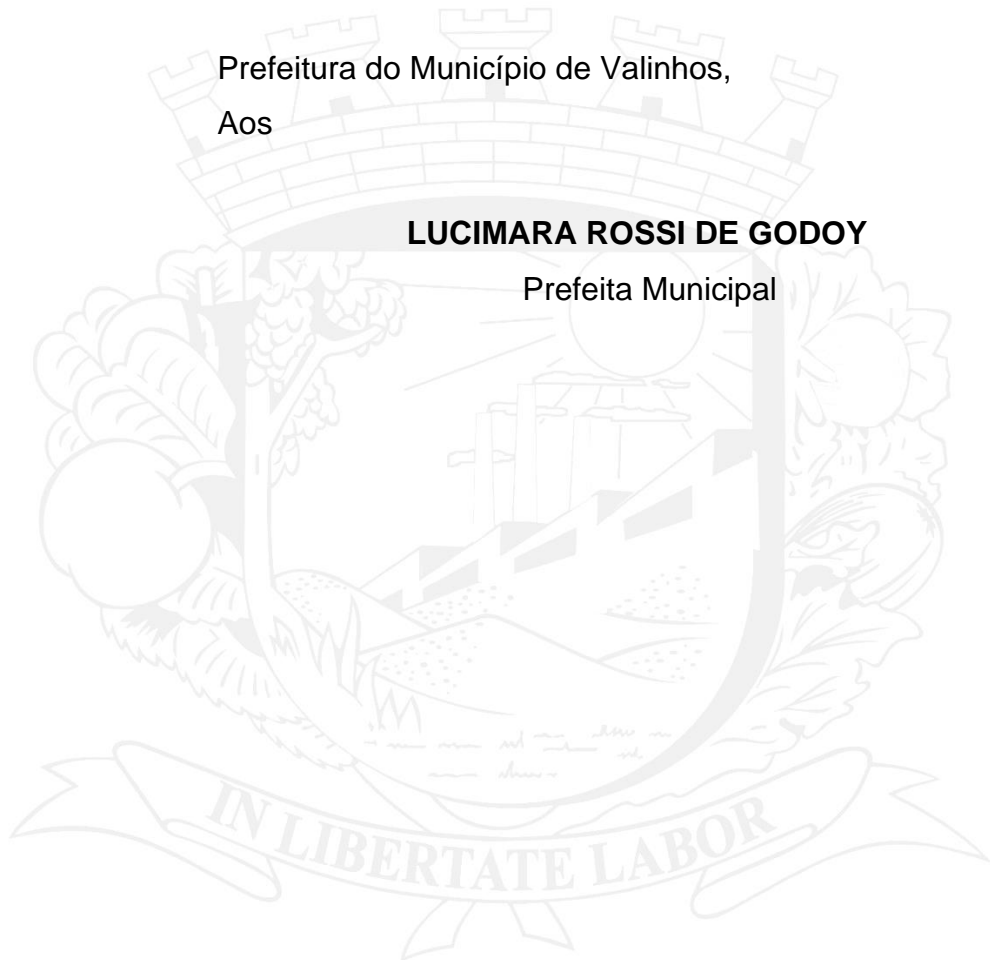 Prefeitura do Município de Valinhos,
Aos
LUCIMARA ROSSI DE GODOY
Prefeita Municipal
IN LIBERTATE LABOR